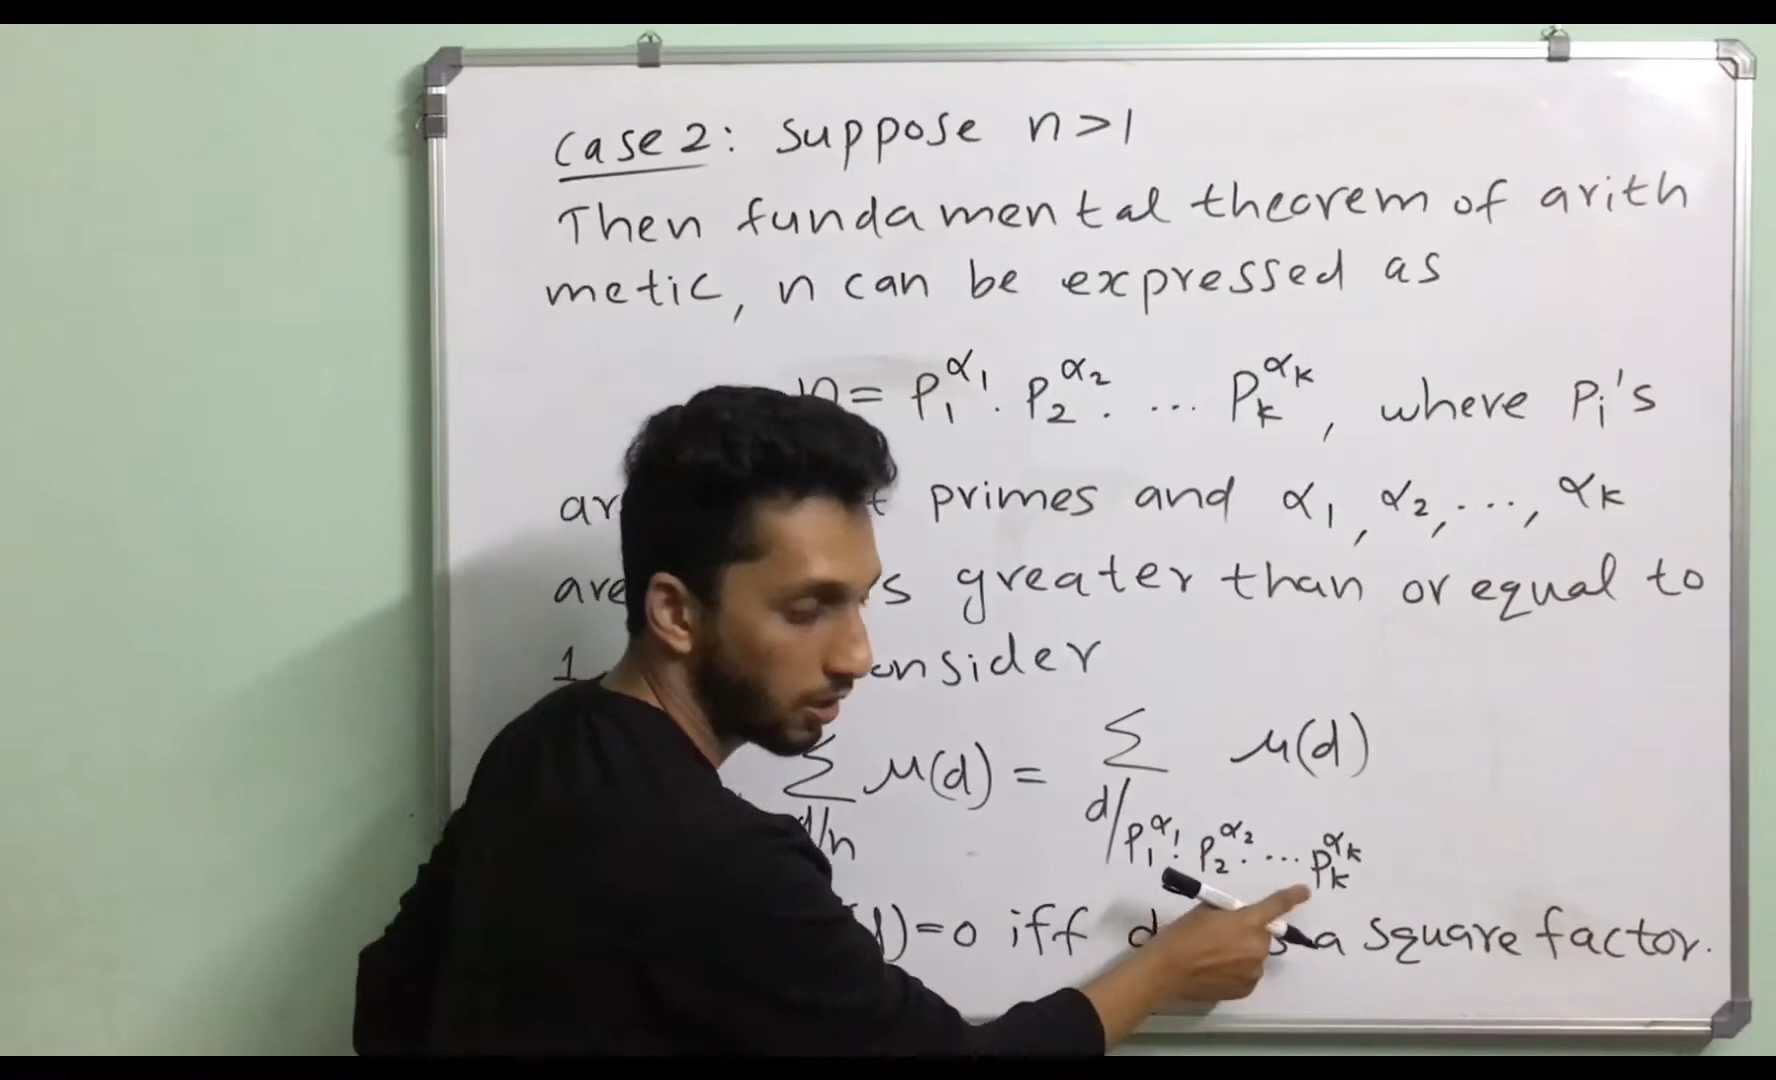 Case 2: Suppose n>1
Then fundamental theorem of arith
metic, n can be expressed as
n = p₁^α₁ . p₂^α₂ . ... p_k^α_k , where p_i's
primes and α₁, α₂, ..., α_k
greater than or equal to
1
Σ μ(d) = Σ μ(d)
d/n d/p₁^α₁ . p₂^α₂ . ... p_k^α_k
)=0 iff d a square factor.